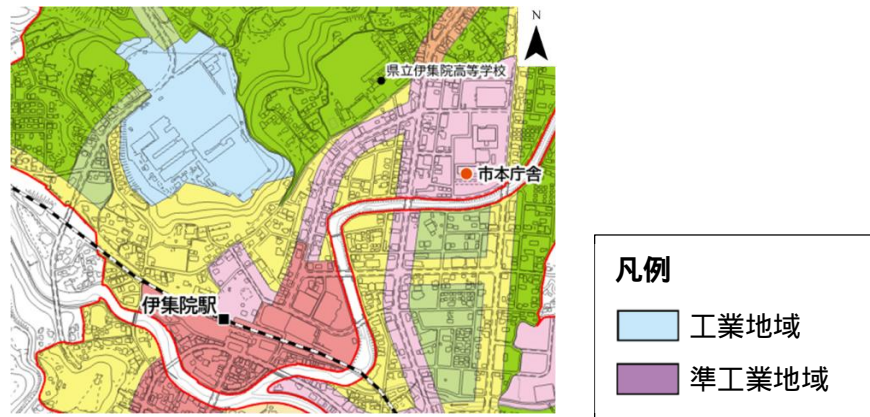 N
県立伊集院高等学校
市本庁舎
伊集院駅
凡例
工業地域
準工業地域